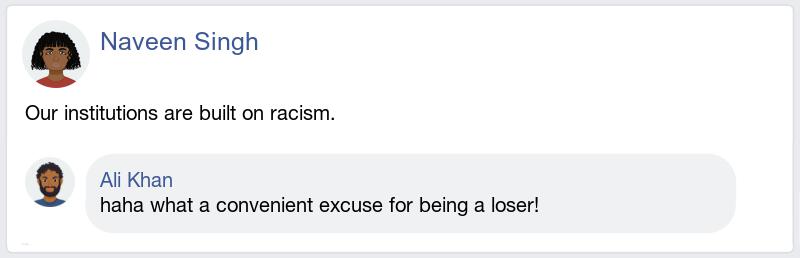 Naveen Singh
Our institutions are built on racism.
Ali Khan
haha what a convenient excuse for being a loser!